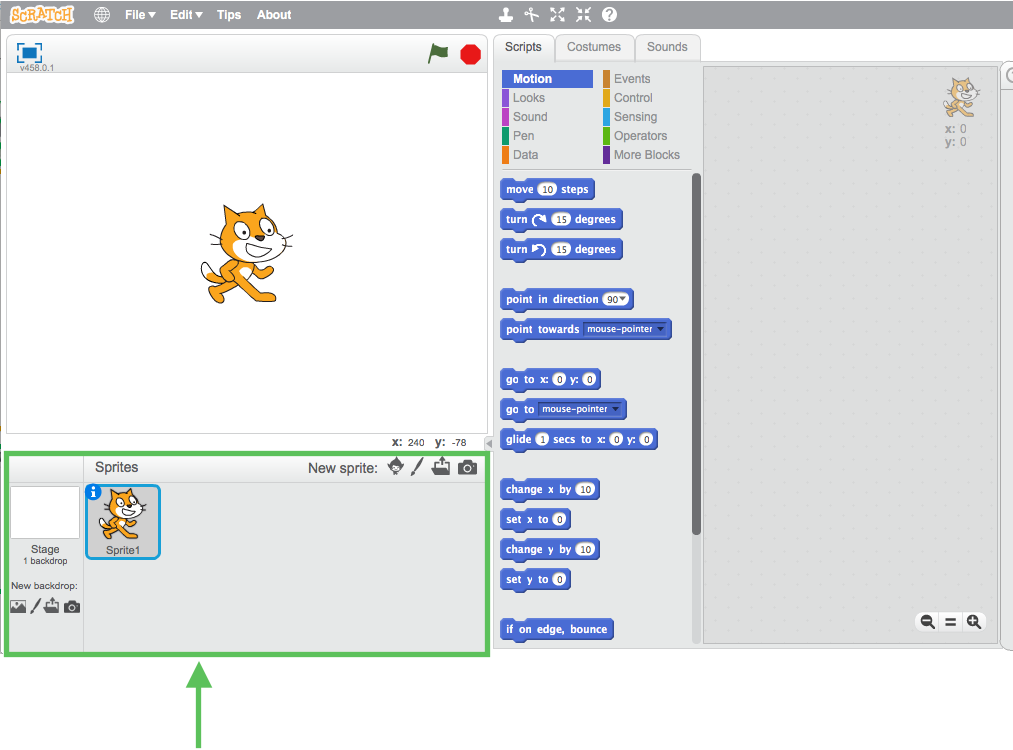 SCRATCH File Edit Tips About
v458.0.1
Scripts Costumes Sounds
Motion Events
Looks Control
Sound Sensing
Pen Operators
Data More Blocks
x: 0
y: 0
move 10 steps
turn 15 degrees
turn 15 degrees
point in direction 90
point towards mouse-pointer
go to x: 0 y: 0
go to mouse-pointer
glide 1 secs to x: 0 y: 0
change x by 10
set x to 0
change y by 10
set y to 0
if on edge, bounce
x: 240 y: -78
Sprites New sprite:
Stage
1 backdrop
New backdrop:
Sprite1